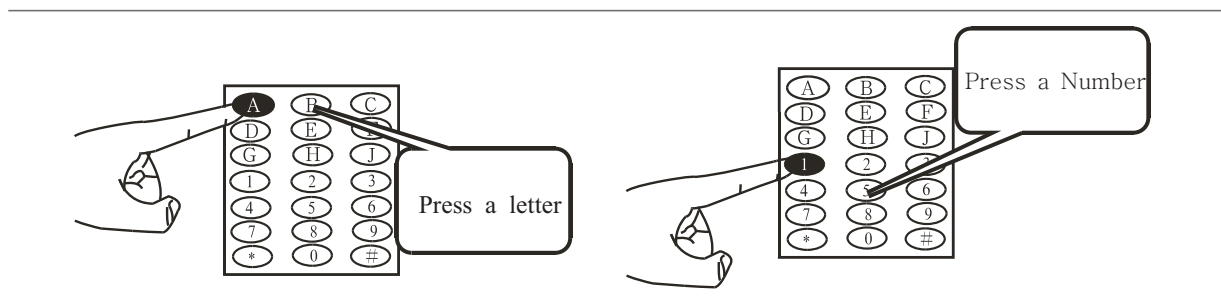 A B C
D E
G H J
1 2 3
4 5 6
7 8 9
* 0 #
Press a letter
A B C
D E F
G H J
1 2
4 5 6
7 8 9
* 0 #
Press a Number